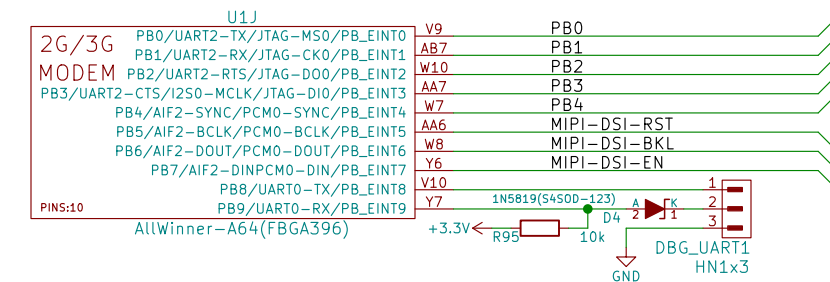 U1J
2G/3G
MODEM
PB0/UART2-TX/JTAG-MS0/PB_EINT0 V9 PB0
PB1/UART2-RX/JTAG-CK0/PB_EINT1 AB7 PB1
PB2/UART2-RTS/JTAG-DO0/PB_EINT2 W10 PB2
PB3/UART2-CTS/I2S0-MCLK/JTAG-DI0/PB_EINT3 AA7 PB3
PB4/AIF2-SYNC/PCM0-SYNC/PB_EINT4 W7 PB4
PB5/AIF2-BCLK/PCM0-BCLK/PB_EINT5 AA6 MIPI-DSI-RST
PB6/AIF2-DOUT/PCM0-DOUT/PB_EINT6 W8 MIPI-DSI-BKL
PB7/AIF2-DINPCM0-DIN/PB_EINT7 Y6 MIPI-DSI-EN
PB8/UART0-TX/PB_EINT8 V10 1
PINS:10 PB9/UART0-RX/PB_EINT9 Y7 1N5819(S4SOD-123) A K 2
AllWinner-A64(FBGA396)
+3.3V R95 10k D4 2 1 3
DBG_UART1
HN1x3
GND